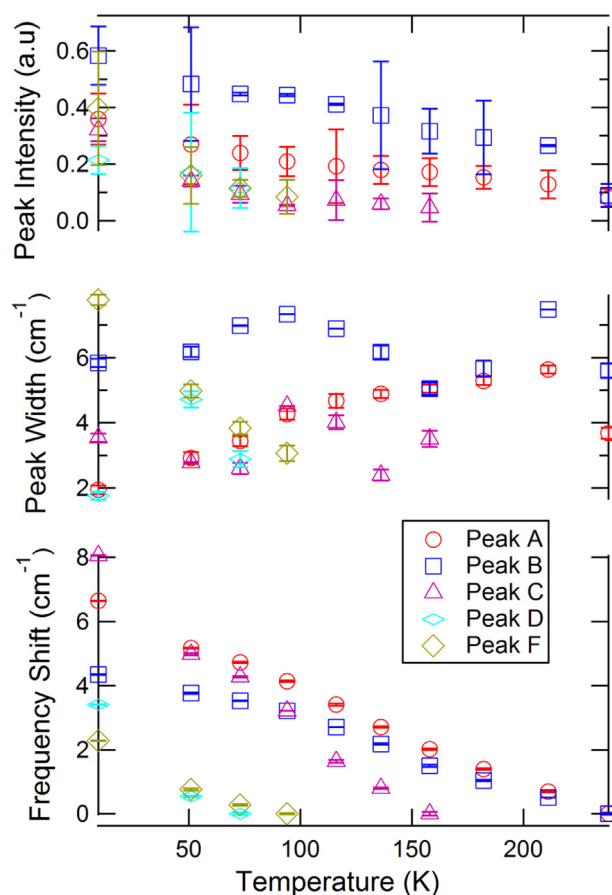 0.6
0.4
0.2
0.0
Peak Intensity (a.u)
6
4
2
Peak Width (cm⁻¹)
Peak A
Peak B
Peak C
Peak D
Peak F
8
6
4
2
0
Frequency Shift (cm⁻¹)
50
100
150
200
Temperature (K)